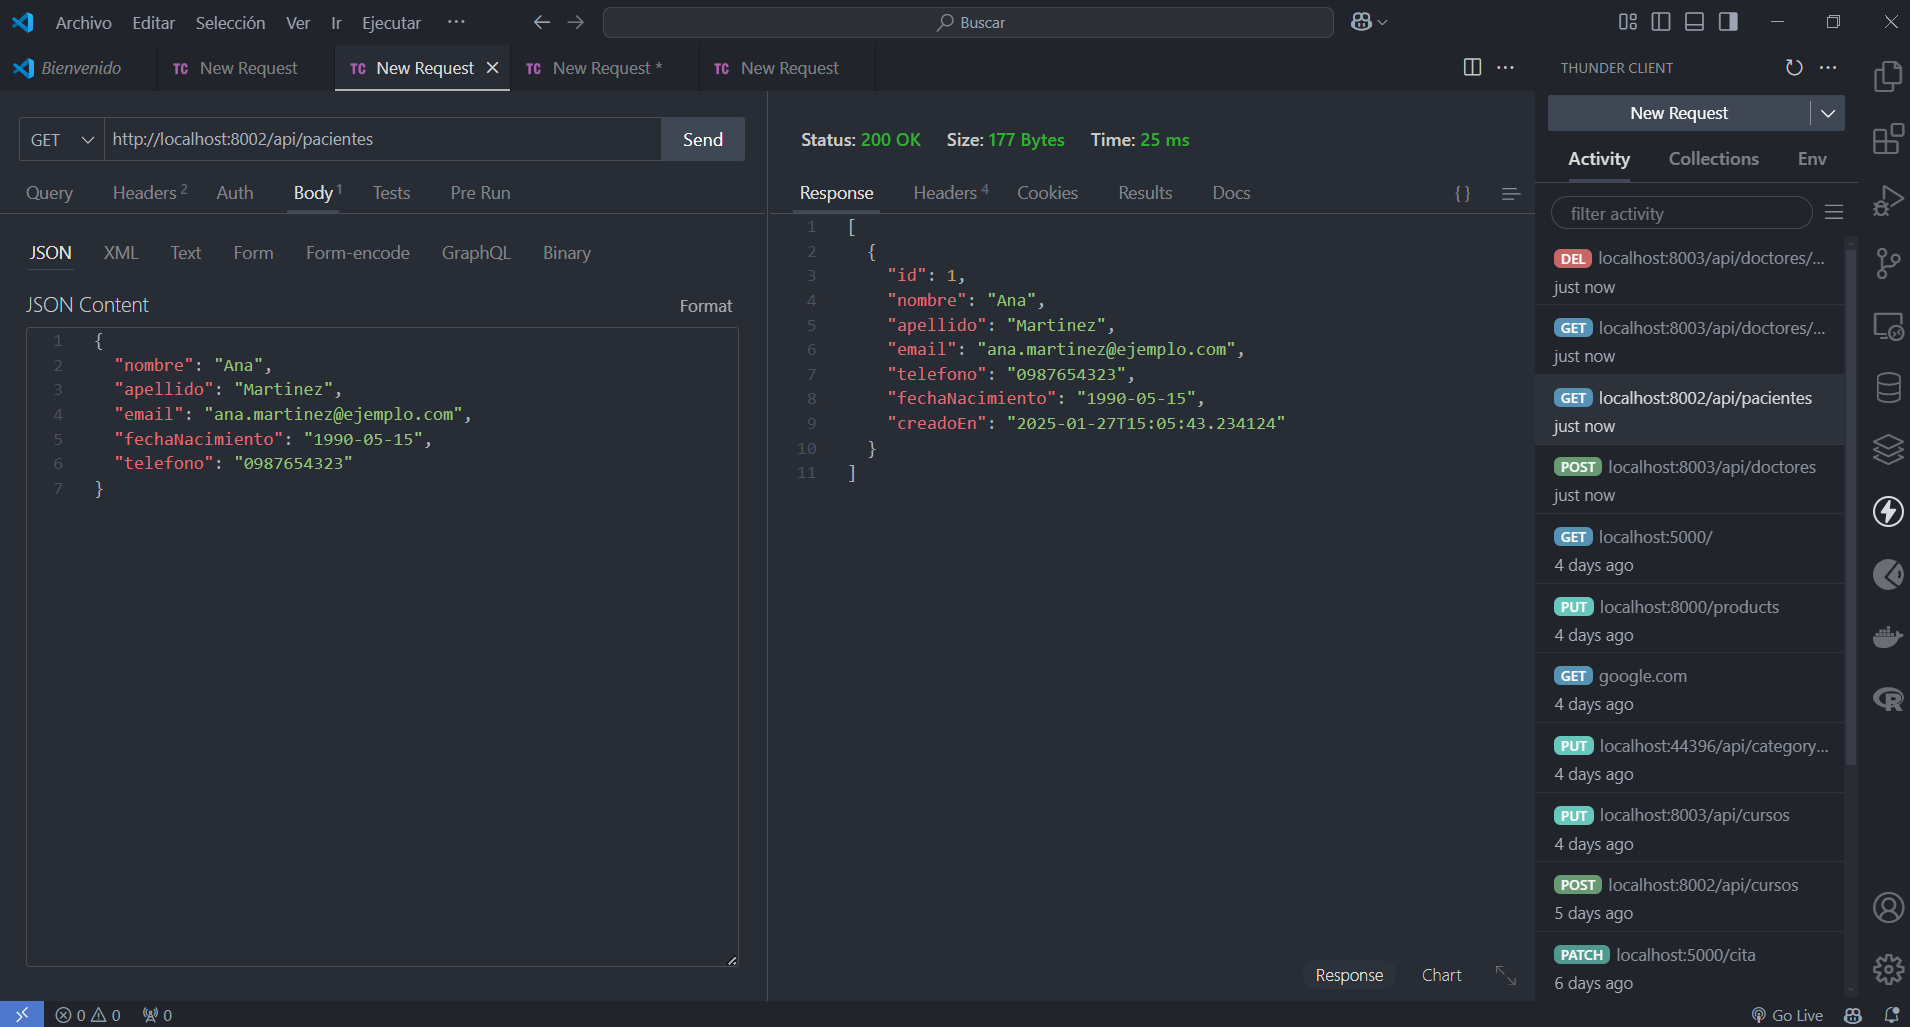 Archivo Editar Selección Ver Ir Ejecutar ··· Buscar
Bienvenido TC New Request TC New Request TC New Request * TC New Request
GET http://localhost:8002/api/pacientes Send
Query Headers 2 Auth Body 1 Tests Pre Run
JSON XML Text Form Form-encode GraphQL Binary
JSON Content Format
1 {
2 "nombre": "Ana",
3 "apellido": "Martinez",
4 "email": "ana.martinez@ejemplo.com",
5 "fechaNacimiento": "1990-05-15",
6 "telefono": "0987654323"
7 }
Status: 200 OK Size: 177 Bytes Time: 25 ms
Response Headers 4 Cookies Results Docs { }
1 [
2 {
3 "id": 1,
4 "nombre": "Ana",
5 "apellido": "Martinez",
6 "email": "ana.martinez@ejemplo.com",
7 "telefono": "0987654323",
8 "fechaNacimiento": "1990-05-15",
9 "creadoEn": "2025-01-27T15:05:43.234124"
10 }
11 ]
Response Chart
THUNDER CLIENT
New Request
Activity Collections Env
filter activity
DEL localhost:8003/api/doctores/...
just now
GET localhost:8003/api/doctores/...
just now
GET localhost:8002/api/pacientes
just now
POST localhost:8003/api/doctores
just now
GET localhost:5000/
4 days ago
PUT localhost:8000/products
4 days ago
GET google.com
4 days ago
PUT localhost:44396/api/category...
4 days ago
PUT localhost:8003/api/cursos
4 days ago
POST localhost:8002/api/cursos
5 days ago
PATCH localhost:5000/cita
6 days ago
0 0 0 Go Live